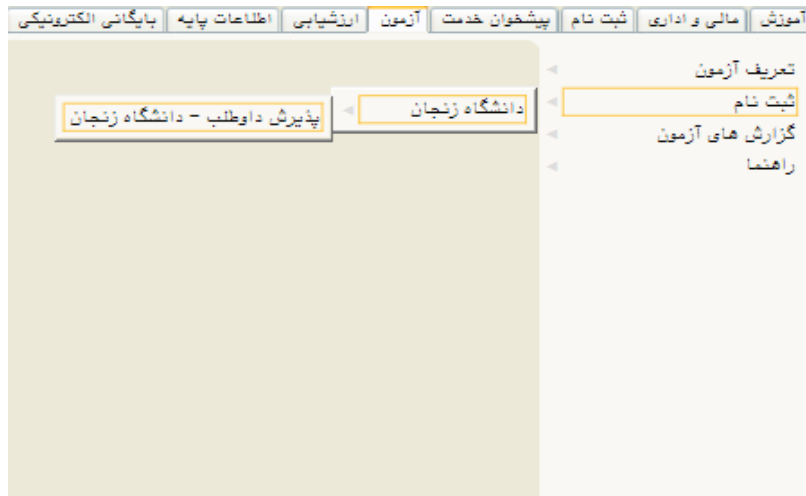 آموزش مالی و اداری ثبت نام پیشخوان خدمت آزمون ارزشیابی اطلاعات پایه بایگانی الکترونیکی
تعریف آزمون
ثبت نام
دانشگاه زنجان
پذیرش داوطلب - دانشگاه زنجان
گزارش های آزمون
راهنما